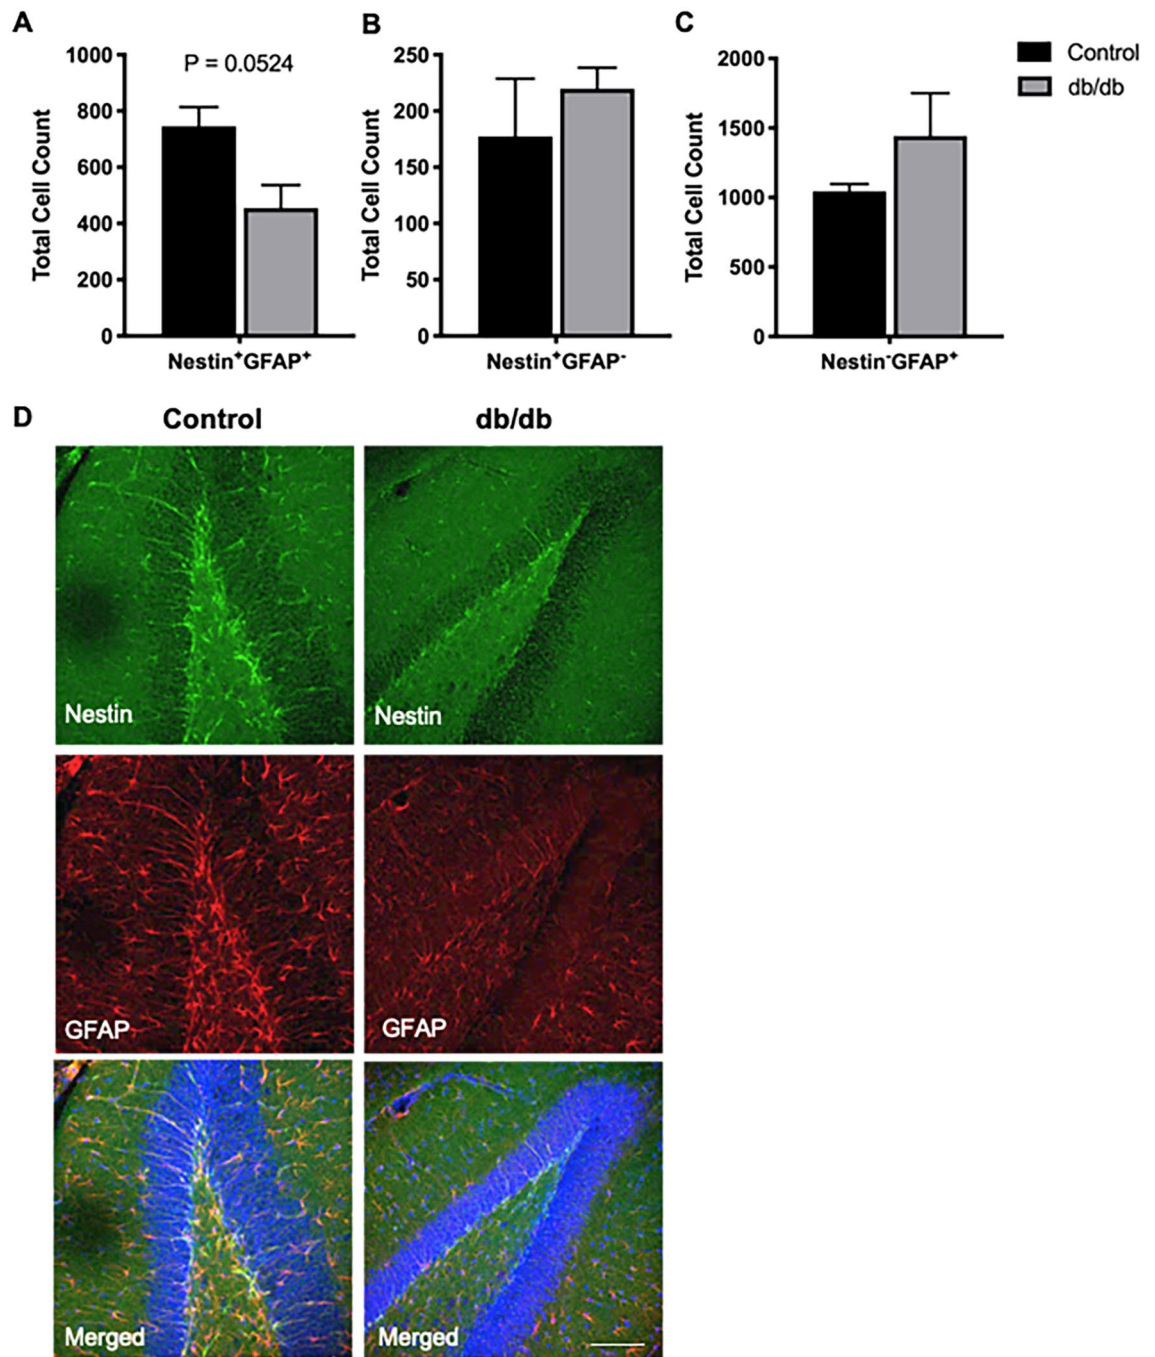 A
B
C
P = 0.0524
Control
db/db
Total Cell Count
1000
800
600
400
200
0
Nestin⁺GFAP⁺
Total Cell Count
250
200
150
100
50
0
Nestin⁺GFAP⁻
Total Cell Count
2000
1500
1000
500
0
Nestin⁻GFAP⁺
D
Control
db/db
Nestin
Nestin
GFAP
GFAP
Merged
Merged